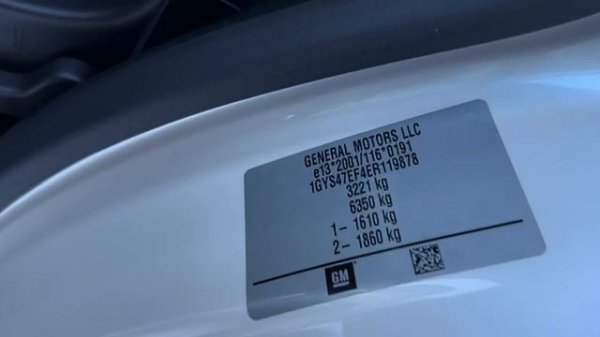 GENERAL MOTORS LLC
e13*2001/116*0191
1GYS47EF4ER119878
3221 kg
6350 kg
1- 1610 kg
2- 1860 kg
GM